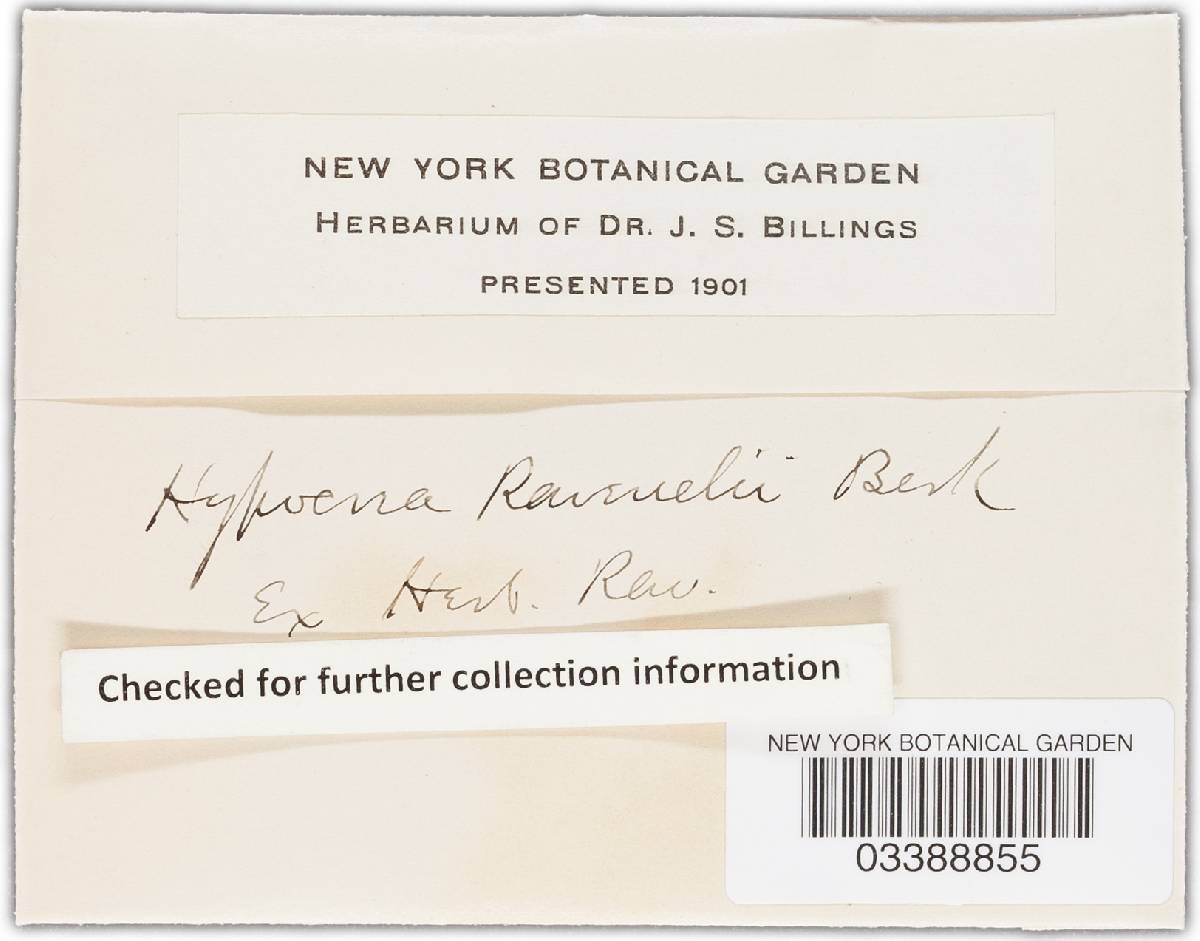 NEW YORK BOTANICAL GARDEN
HERBARIUM OF DR. J. S. BILLINGS
PRESENTED 1901
Hypocrea Ravenelii Berk
Ex Herb. Rav.
Checked for further collection information
NEW YORK BOTANICAL GARDEN
03388855